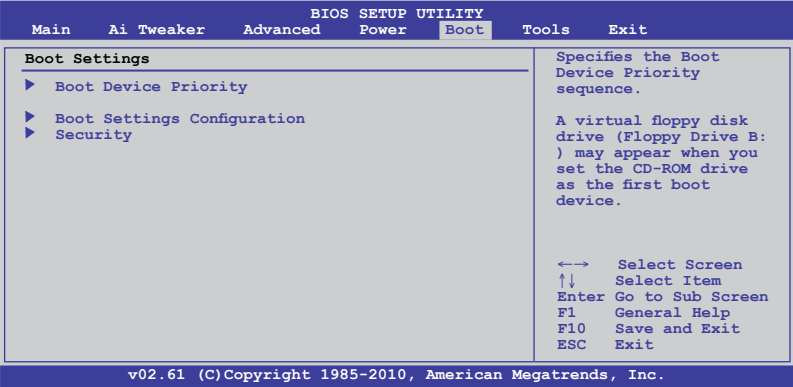 BIOS SETUP UTILITY
Main Ai Tweaker Advanced Power Boot Tools Exit
Boot Settings
Boot Device Priority
Boot Settings Configuration
Security
Specifies the Boot
Device Priority
sequence.
A virtual floppy disk
drive (Floppy Drive B:
) may appear when you
set the CD-ROM drive
as the first boot
device.
←→ Select Screen
↑↓ Select Item
Enter Go to Sub Screen
F1 General Help
F10 Save and Exit
ESC Exit
v02.61 (C)Copyright 1985-2010, American Megatrends, Inc.